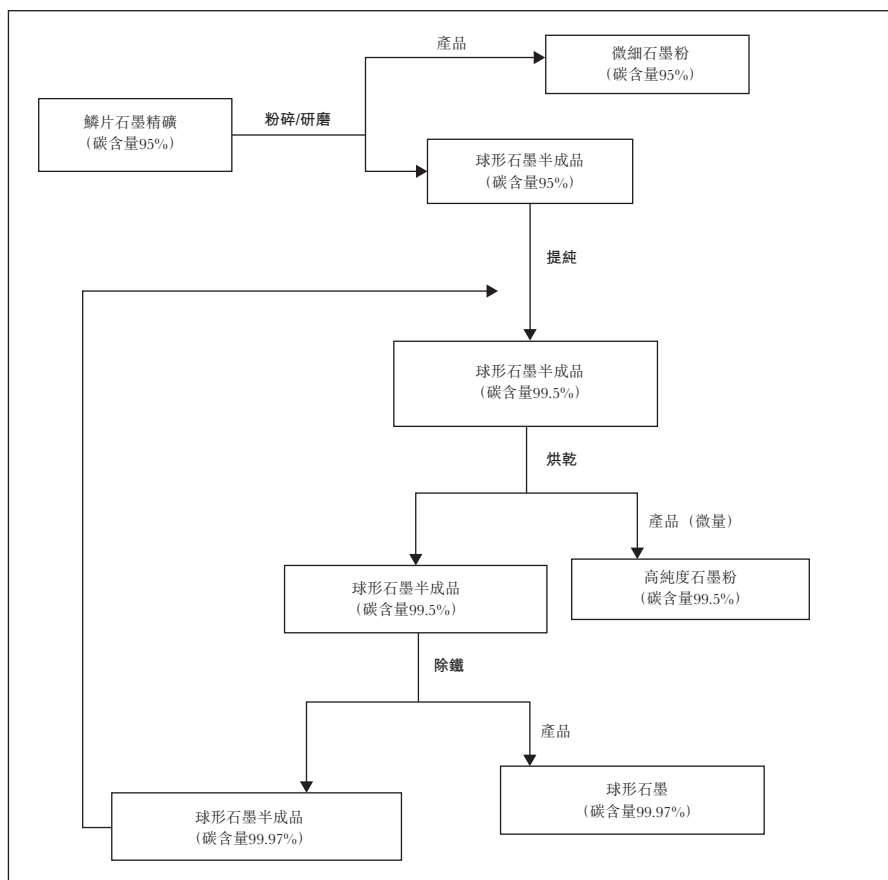 產品
微細石墨粉
(碳含量95%)
鱗片石墨精礦
(碳含量95%)
粉碎/研磨
球形石墨半成品
(碳含量95%)
提純
球形石墨半成品
(碳含量99.5%)
烘乾
產品（微量）
球形石墨半成品
(碳含量99.5%)
高純度石墨粉
(碳含量99.5%)
除鐵
產品
球形石墨半成品
(碳含量99.97%)
球形石墨
(碳含量99.97%)